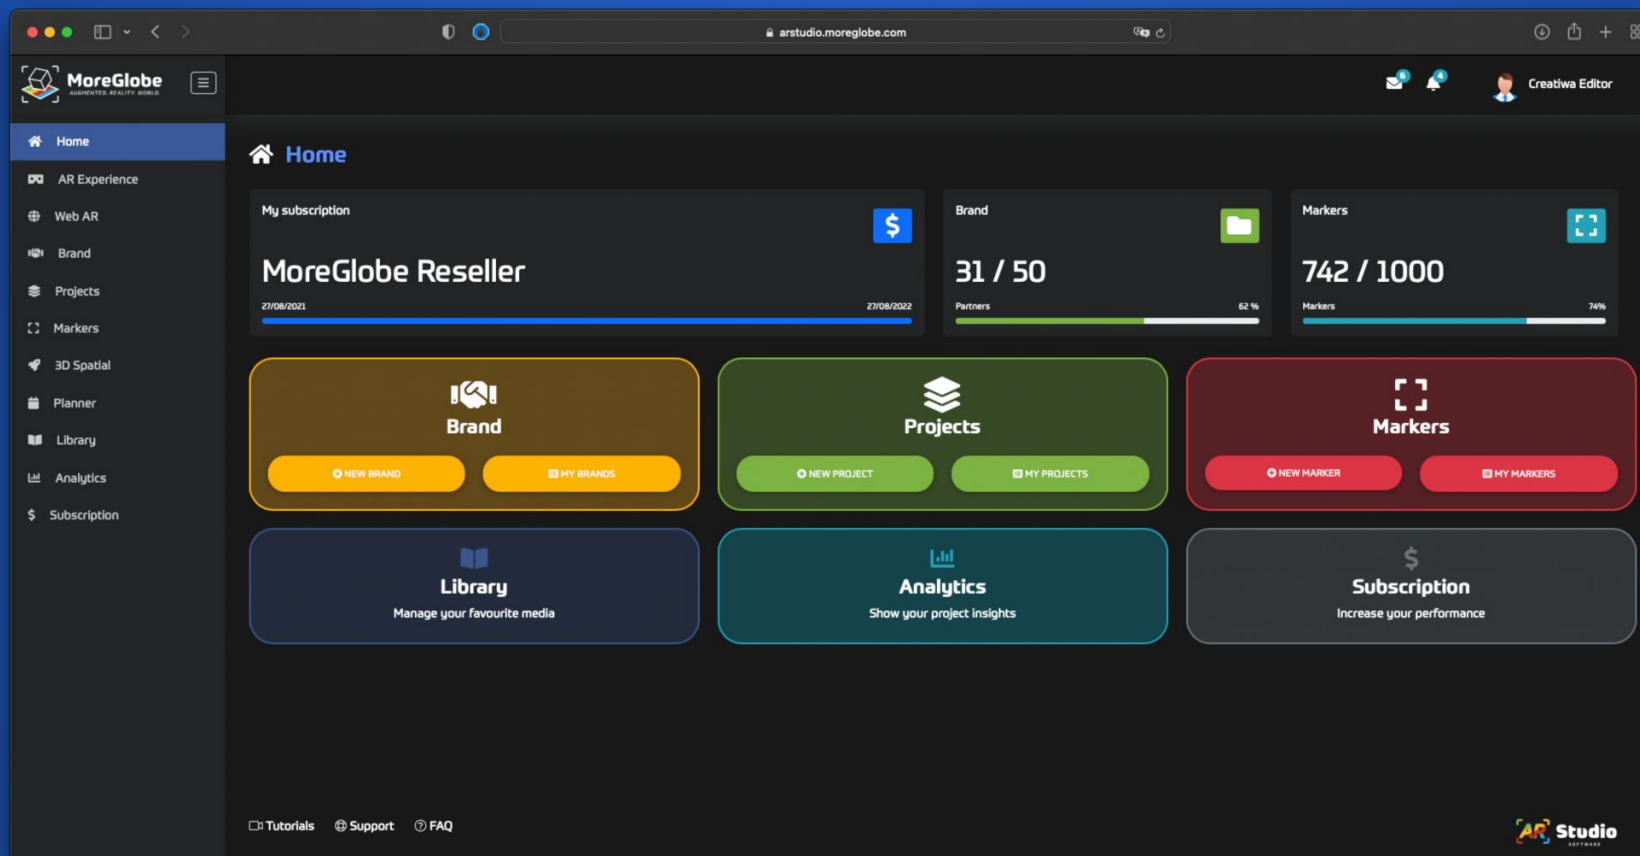 arstudio.moreglobe.com
MoreGlobe
AUGMENTED. REALITY. WORLD.
6
4
Creatiwa Editor
Home
AR Experience
Web AR
Brand
Projects
Markers
3D Spatial
Planner
Library
Analytics
$ Subscription
Home
My subscription
$
MoreGlobe Reseller
27/08/2021
27/08/2022
Brand
31 / 50
Partners
62 %
Markers
742 / 1000
Markers
74%
Brand
NEW BRAND
MY BRANDS
Projects
NEW PROJECT
MY PROJECTS
Markers
NEW MARKER
MY MARKERS
Library
Manage your favourite media
Analytics
Show your project insights
$
Subscription
Increase your performance
Tutorials
Support
FAQ
AR Studio
SOFTWARE